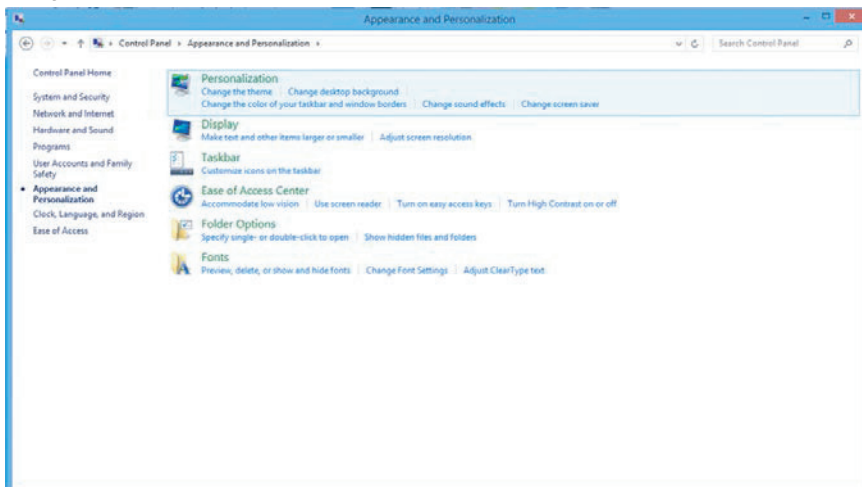 Appearance and Personalization
Control Panel Appearance and Personalization
Search Control Panel
Control Panel Home
System and Security
Network and Internet
Hardware and Sound
Programs
User Accounts and Family
Safety
Appearance and
Personalization
Clock, Language, and Region
Ease of Access
Personalization
Change the theme Change desktop background
Change the color of your taskbar and window borders Change sound effects Change screen saver
Display
Make text and other items larger or smaller Adjust screen resolution
Taskbar
Customize icons on the taskbar
Ease of Access Center
Accommodate low vision Use screen reader Turn on easy access keys Turn High Contrast on or off
Folder Options
Specify single- or double-click to open Show hidden files and folders
Fonts
Preview, delete, or show and hide fonts Change Font Settings Adjust ClearType text